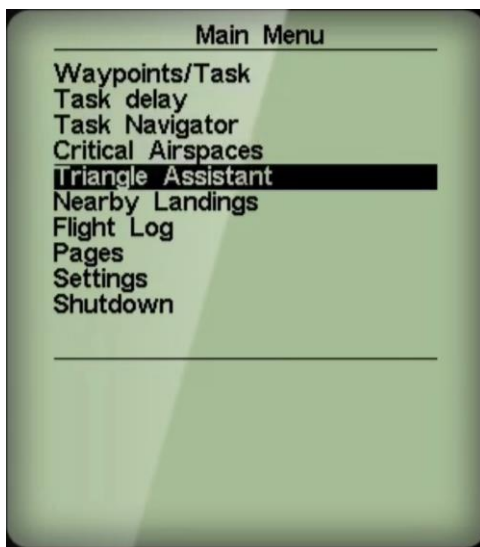 Main Menu
Waypoints/Task
Task delay
Task Navigator
Critical Airspaces
Triangle Assistant
Nearby Landings
Flight Log
Pages
Settings
Shutdown